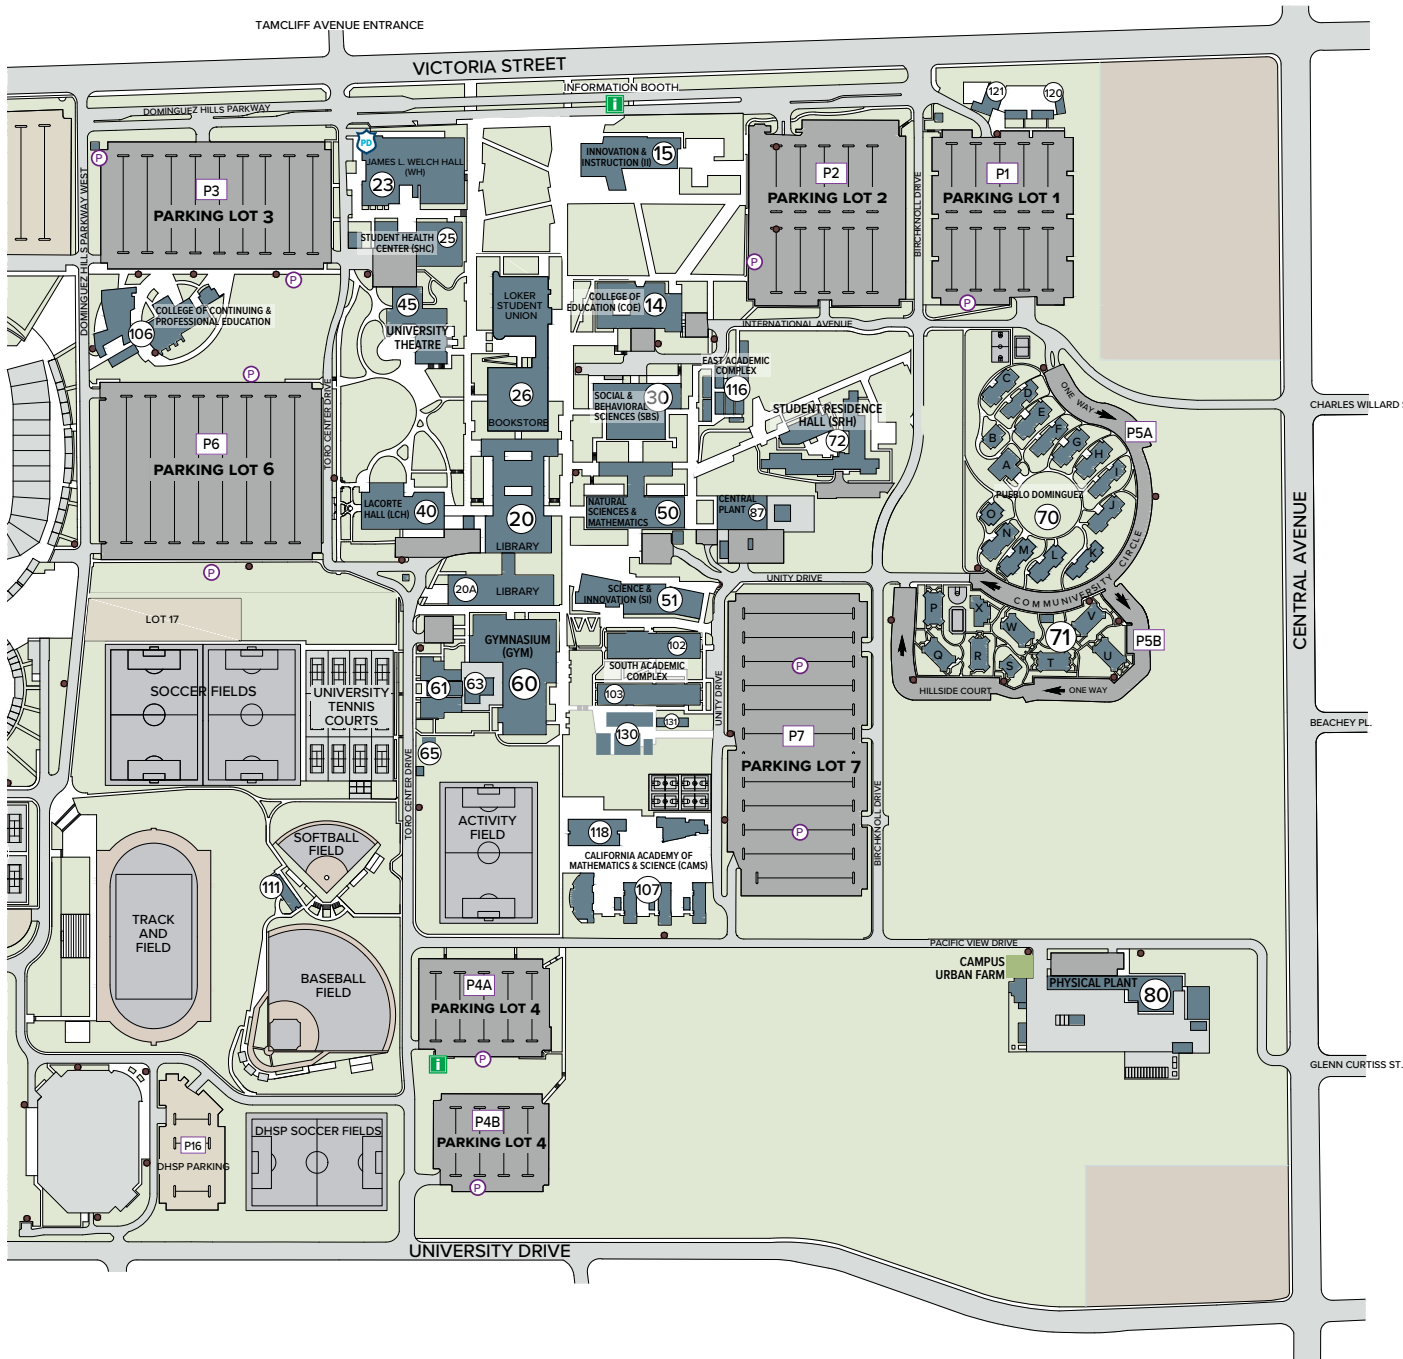 TAMCLIFF AVENUE ENTRANCE
VICTORIA STREET
INFORMATION BOOTH
i
DOMINGUEZ HILLS PARKWAY
DOMINGUEZ HILLS PARKWAY WEST
P
P3
PARKING LOT 3
P
PD
JAMES L. WELCH HALL
(WH)
23
STUDENT HEALTH
CENTER (SHC)
25
INNOVATION &
INSTRUCTION (II)
15
P2
PARKING LOT 2
P
BIRCHKNOLL DRIVE
121
120
P1
PARKING LOT 1
P
COLLEGE OF CONTINUING &
PROFESSIONAL EDUCATION
106
45
UNIVERSITY
THEATRE
LOKER
STUDENT
UNION
COLLEGE OF
EDUCATION (COE)
14
INTERNATIONAL AVENUE
P
P6
PARKING LOT 6
P
TORO CENTER DRIVE
26
BOOKSTORE
SOCIAL &
BEHAVIORAL
SCIENCES (SBS)
30
EAST ACADEMIC
COMPLEX
116
STUDENT RESIDENCE
HALL (SRH)
72
ONE WAY
P5A
CHARLES WILLARD S
C
D
E
F
G
H
I
B
A
PUEBLO DOMINGUEZ
70
J
O
N
M
L
K
COMMUNIVERSITY CIRCLE
LACORTE
HALL (LCH)
40
20
LIBRARY
NATURAL
SCIENCES &
MATHEMATICS
50
CENTRAL
PLANT
87
CENTRAL AVENUE
20A
LIBRARY
SCIENCE &
INNOVATION (SI)
51
UNITY DRIVE
LOT 17
P
X
V
W
71
Q
R
S
T
U
P5B
HILLSIDE COURT
ONE WAY
GYMNASIUM
(GYM)
60
61
63
102
SOUTH ACADEMIC
COMPLEX
103
131
130
UNITY DRIVE
P
P7
PARKING LOT 7
P
BIRCHKNOLL DRIVE
BEACHEY PL.
SOCCER FIELDS
UNIVERSITY
TENNIS
COURTS
65
TORO CENTER DRIVE
ACTIVITY
FIELD
118
CALIFORNIA ACADEMY OF
MATHEMATICS & SCIENCE (CAMS)
107
SOFTBALL
FIELD
111
TRACK
AND
FIELD
BASEBALL
FIELD
PACIFIC VIEW DRIVE
CAMPUS
URBAN FARM
PHYSICAL PLANT
80
P4A
PARKING LOT 4
P
i
GLENN CURTISS ST.
P4B
PARKING LOT 4
P
DHSP SOCCER FIELDS
P16
DHSP PARKING
UNIVERSITY DRIVE